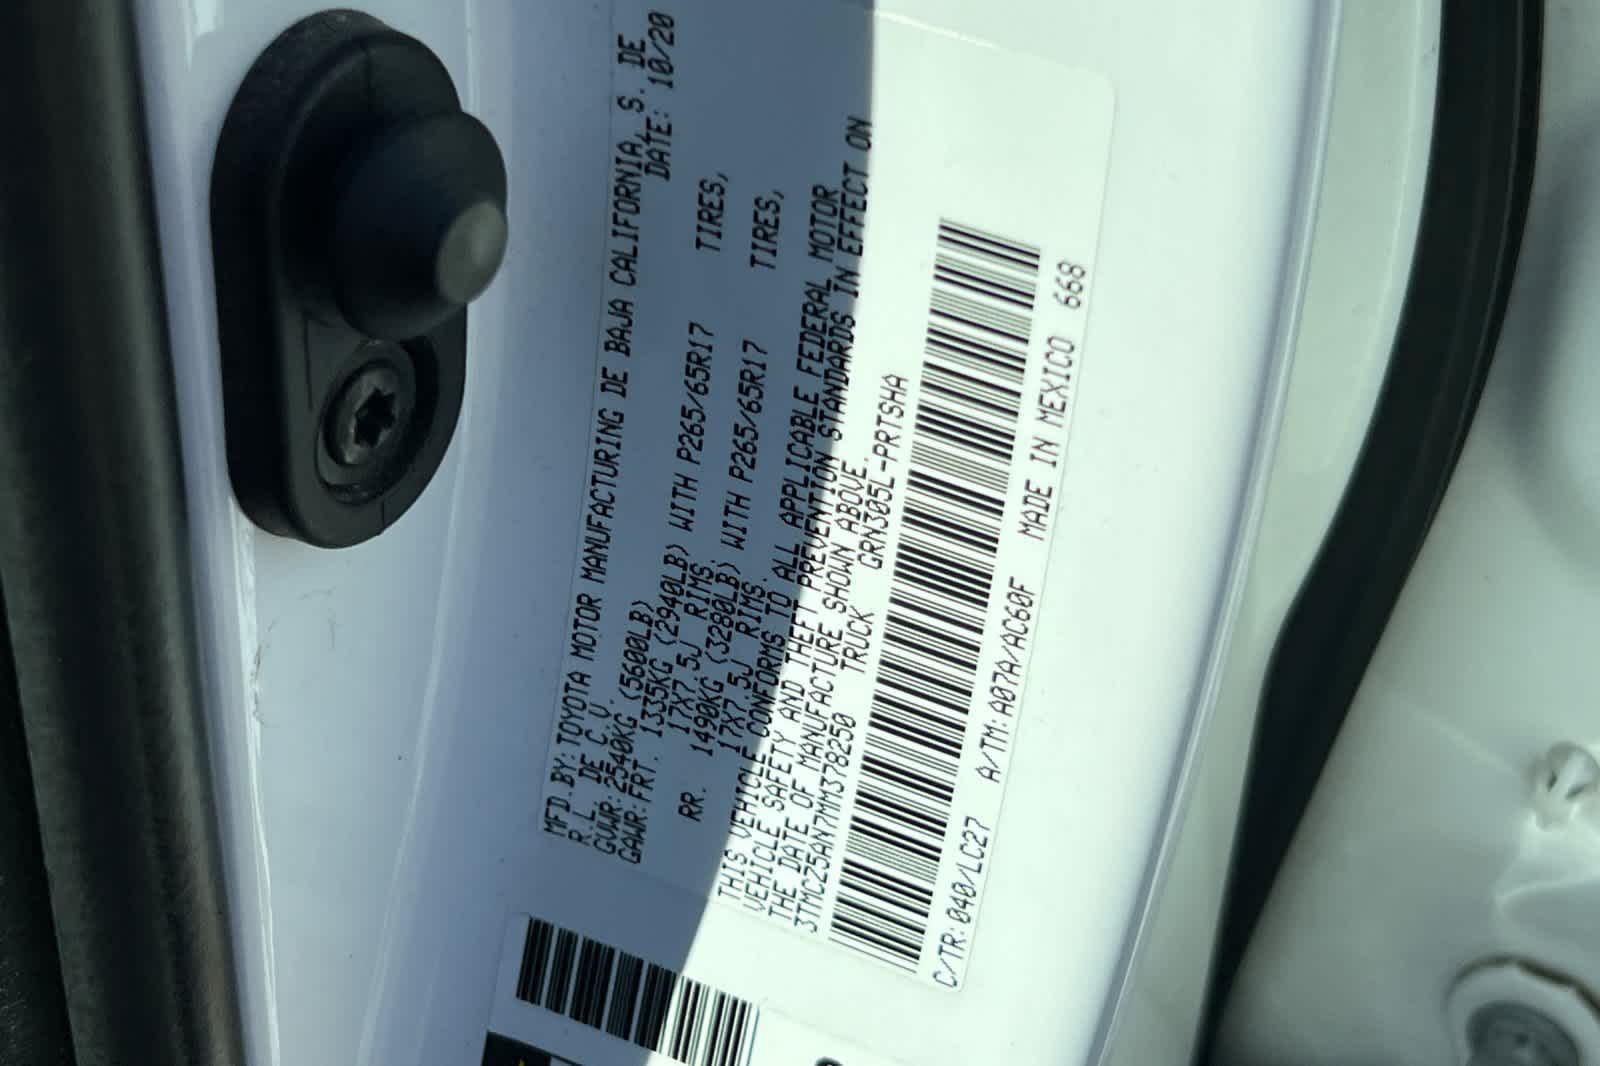 MFD.BY:TOYOTA MOTOR MANUFACTURING DE BAJA CALIFORNIA, S. DE
R.L. DE C.V. DATE: 10/20
GVWR:2540KG (5600LB)
GAWR:FRT. 1335KG (2940LB) WITH P265/65R17 TIRES,
17X7.5J RIMS
RR. 1490KG (3280LB) WITH P265/65R17 TIRES,
17X7.5J RIMS.
THIS VEHICLE CONFORMS TO ALL APPLICABLE FEDERAL MOTOR
VEHICLE SAFETY AND THEFT PREVENTION STANDARDS IN EFFECT ON
THE DATE OF MANUFACTURE SHOWN ABOVE.
3TMCZ5AN7MM378250 TRUCK GRN305L-PRTSHA
C/TR:040/LC27 A/TM:A07A/AC60F MADE IN MEXICO 668